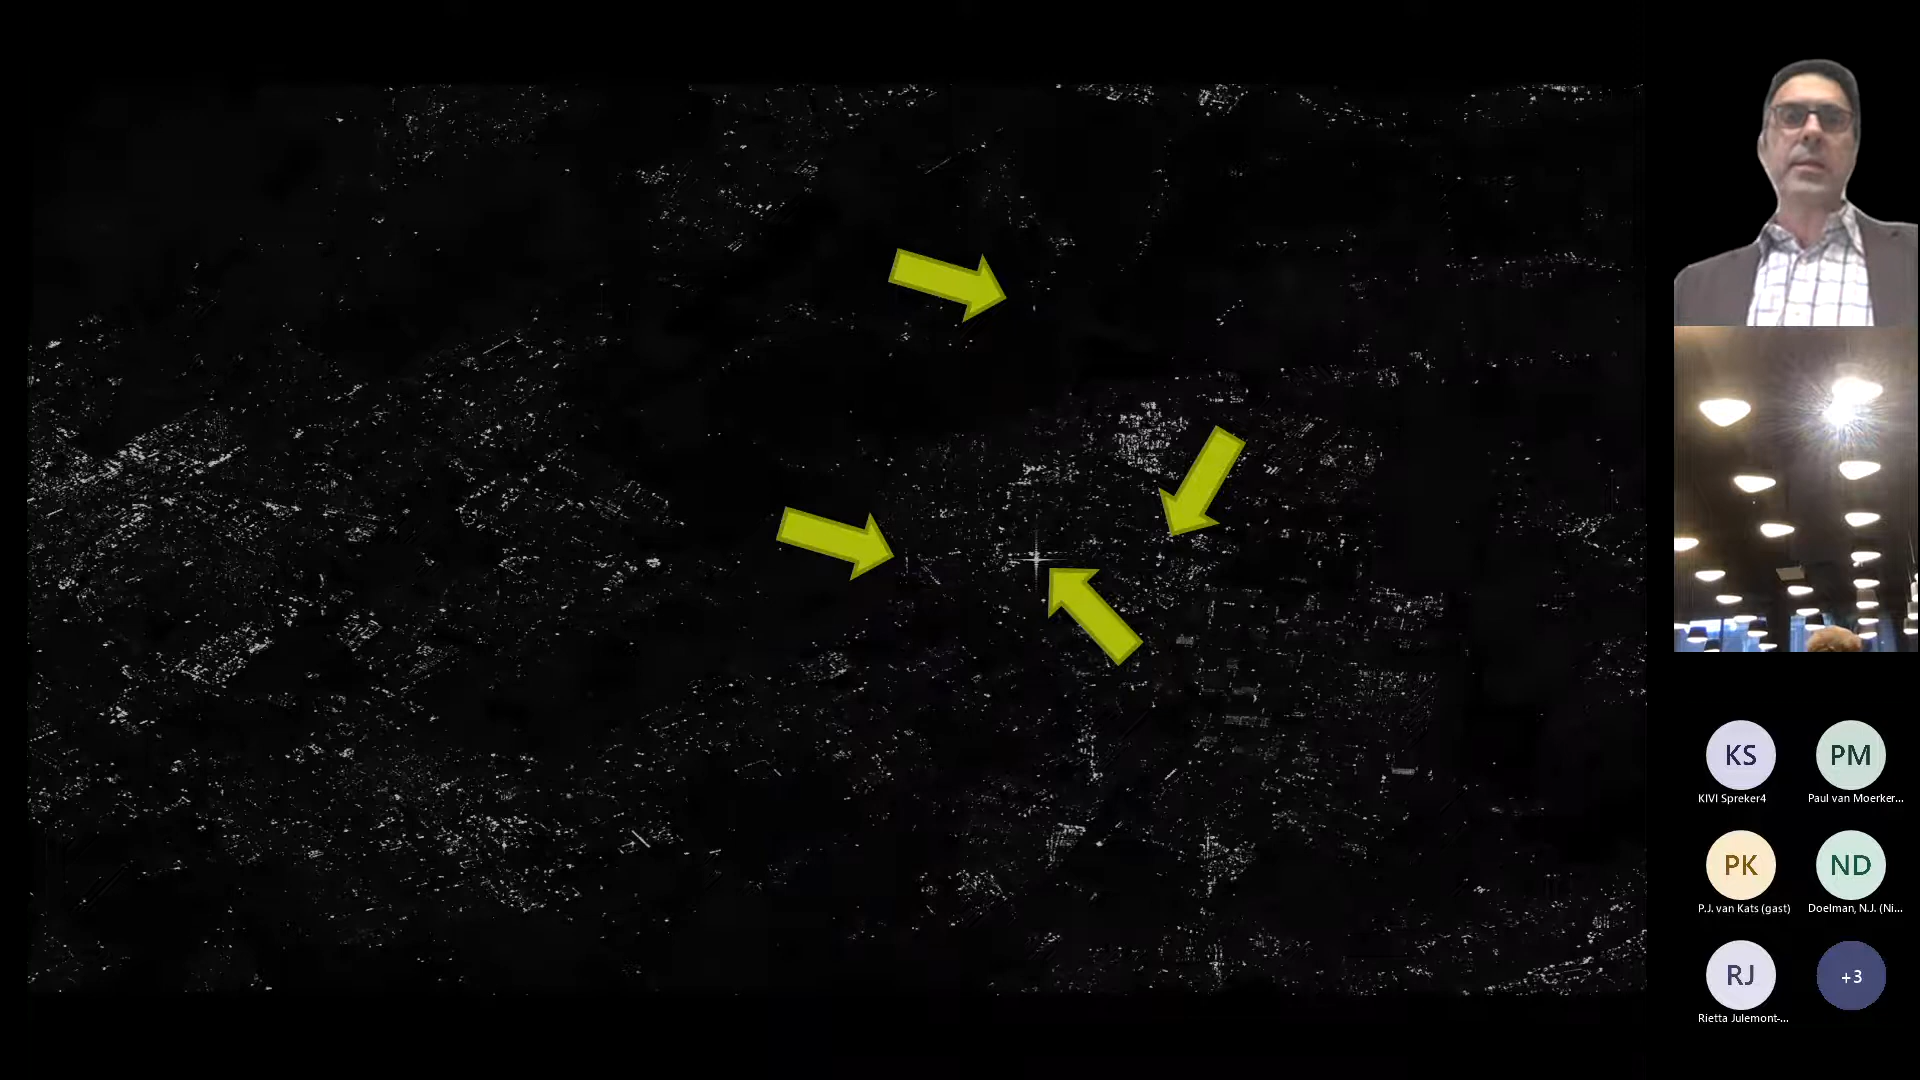 KS
PM
KIVI Spreker4
Paul van Moerker...
PK
ND
P.J. van Kats (gast)
Doelman, N.J. (Ni...
RJ
+3
Rietta Julemont-...